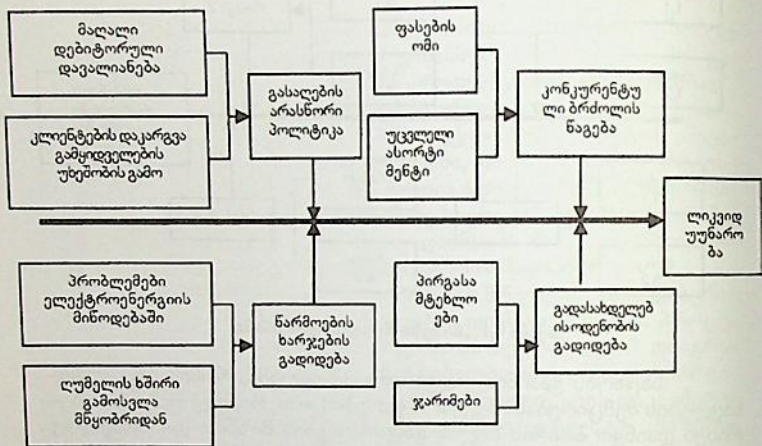 მაღალი
დებიტორული
დავალიანება
კლიენტების დაკარგვა
გამყიდველების
უხეშობის გამო
გასაღების
არასწორი
პოლიტიკა
ფასების
ომი
უცვლელი
ასორტი
მენტი
კონკურენტუ
ლი ბრძოლის
წაგება
ლიკვიდ
უუნარო
ბა
პრობლემები
ელექტროენერგიის
მიწოდებაში
ღუმელის ხშირი
გამოსვლა
მწყობრიდან
წარმოების
ხარჯების
გადიდება
პირგასა
მტეხლო
ები
ჯარიმები
გადასახდელებ
ის ოდენობის
გადიდება